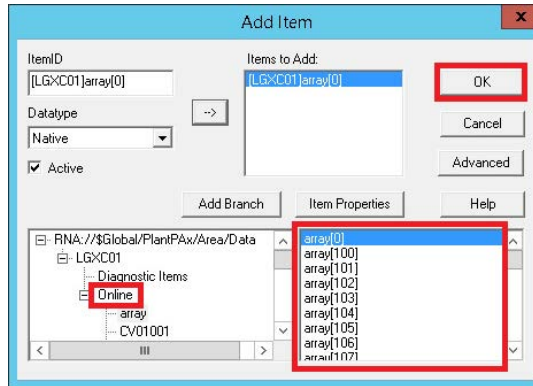 Add Item
x
ItemID
[LGXC01]array[0]
Items to Add:
[LGXC01]array[0]
OK
Datatype
-->
Native
Cancel
Active
Advanced
Add Branch
Item Properties
Help
RNA://$Global/PlantPAx/Area/Data
LGXC01
Diagnostic Items
Online
array
CV01001
array[0]
array[100]
array[101]
array[102]
array[103]
array[104]
array[105]
array[106]
array[107]